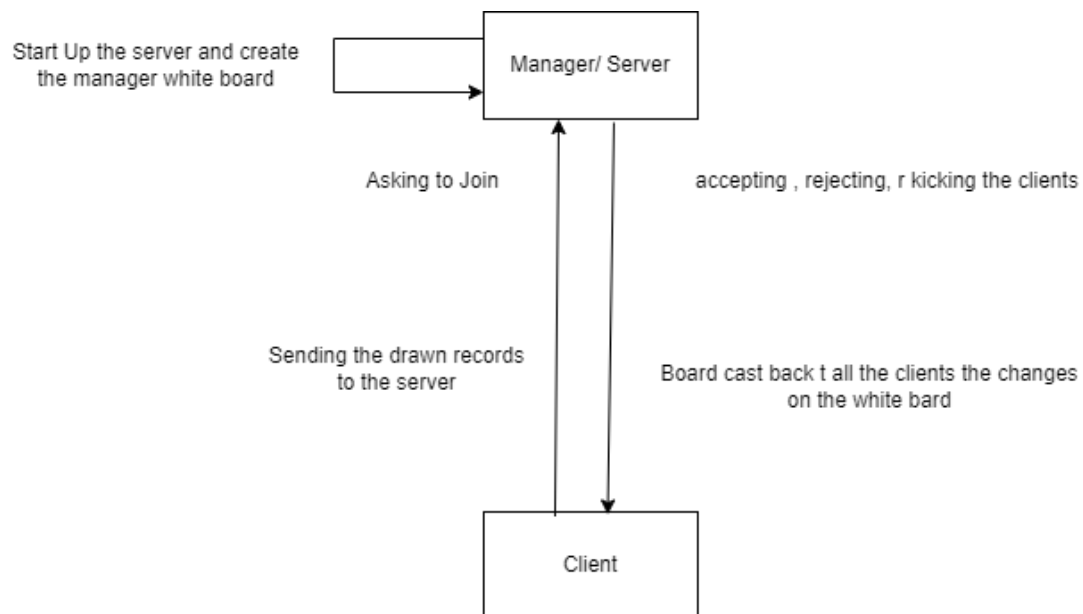 Start Up the server and create
the manager white board
Manager/ Server
Asking to Join
accepting , rejecting, r kicking the clients
Sending the drawn records
to the server
Board cast back t all the clients the changes
on the white bard
Client